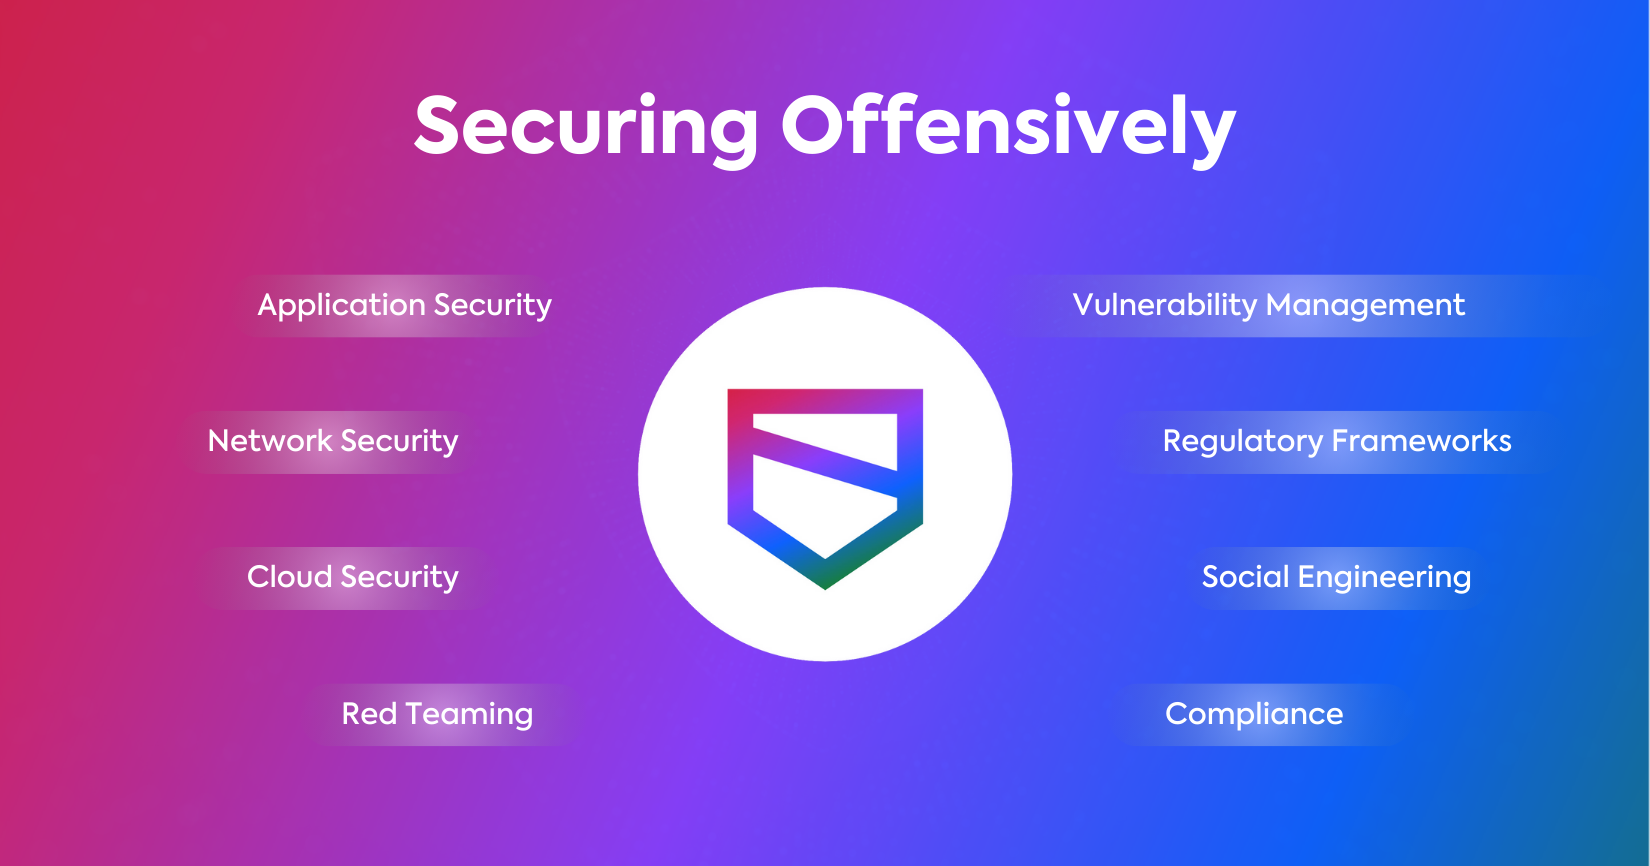 Securing Offensively
Application Security
Network Security
Cloud Security
Red Teaming
Vulnerability Management
Regulatory Frameworks
Social Engineering
Compliance